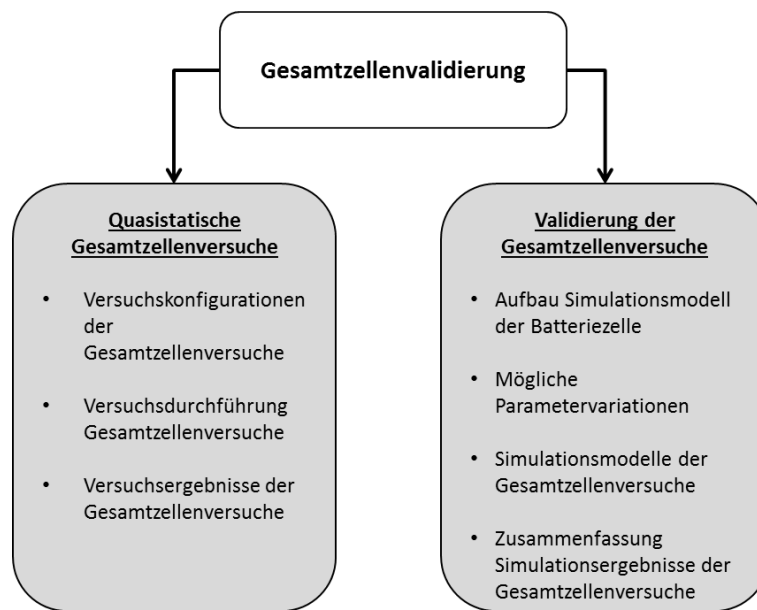 Gesamtzellenvalidierung
Quasistatische
Gesamtzellenversuche
• Versuchskonfigurationen
der
Gesamtzellenversuche
• Versuchsdurchführung
Gesamtzellenversuche
• Versuchsergebnisse der
Gesamtzellenversuche
Validierung der
Gesamtzellenversuche
• Aufbau Simulationsmodell
der Batteriezelle
• Mögliche
Parametervariationen
• Simulationsmodelle der
Gesamtzellenversuche
• Zusammenfassung
Simulationsergebnisse der
Gesamtzellenversuche